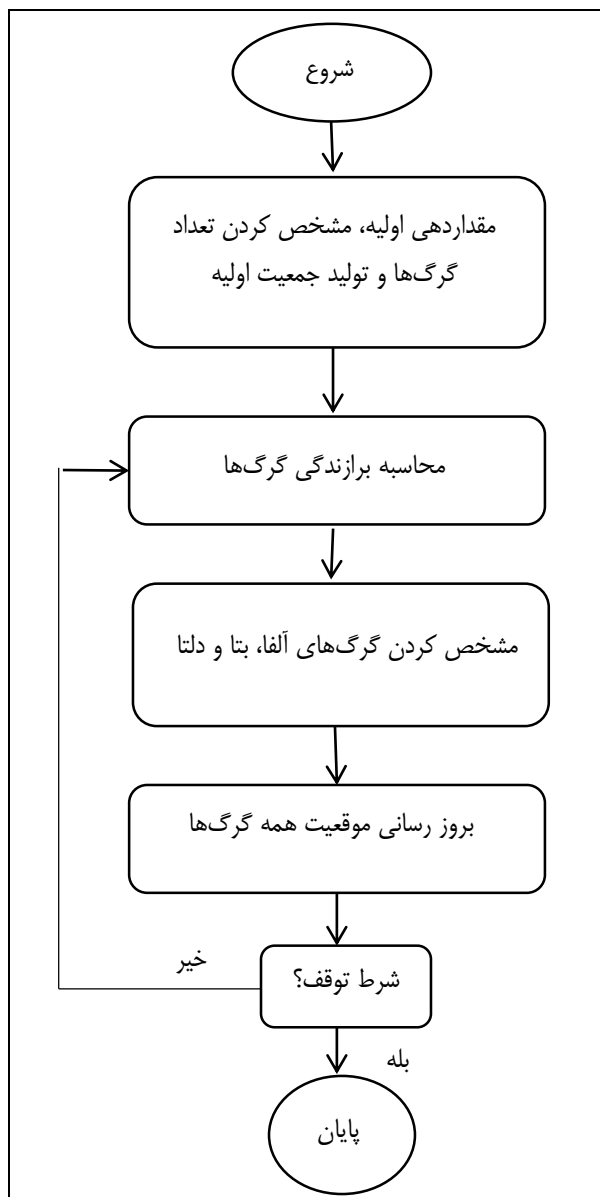 شروع
مقداردهی اولیه، مشخص کردن تعداد
گرگ‌ها و تولید جمعیت اولیه
محاسبه برازندگی گرگ‌ها
مشخص کردن گرگ‌های آلفا، بتا و دلتا
بروز رسانی موقعیت همه گرگ‌ها
خیر
شرط توقف؟
بله
پایان